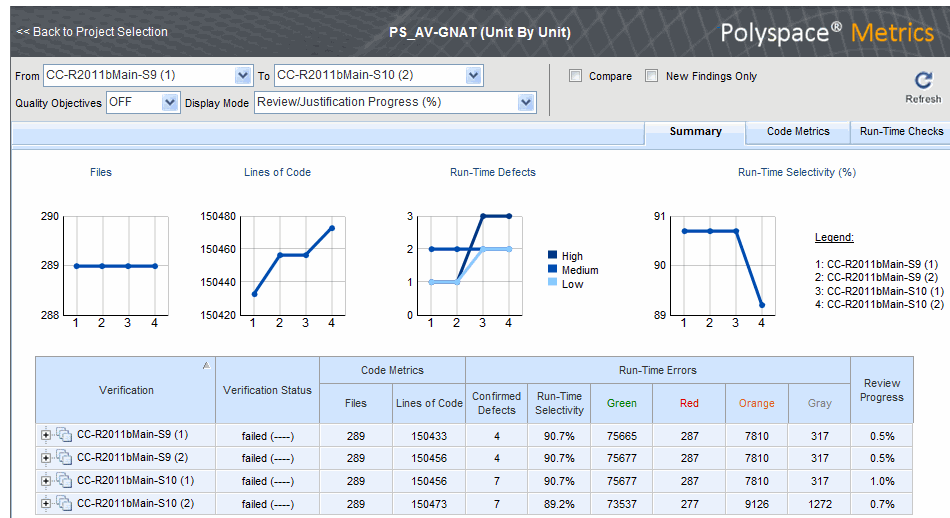 << Back to Project Selection PS_AV-GNAT (Unit By Unit) Polyspace® Metrics
From CC-R2011bMain-S9 (1) To CC-R2011bMain-S10 (2) Compare New Findings Only
Quality Objectives OFF Display Mode Review/Justification Progress (%) Refresh
Summary Code Metrics Run-Time Checks
Files Lines of Code Run-Time Defects Run-Time Selectivity (%)
290 150480 3 91
289 150460 2 90
288 150440 1 89
150420 0
1 2 3 4 1 2 3 4 1 2 3 4 1 2 3 4
High
Medium
Low
Legend:
1: CC-R2011bMain-S9 (1)
2: CC-R2011bMain-S9 (2)
3: CC-R2011bMain-S10 (1)
4: CC-R2011bMain-S10 (2)
Verification Verification Status Code Metrics Run-Time Errors Review Progress
Files Lines of Code Confirmed Defects Run-Time Selectivity Green Red Orange Gray
CC-R2011bMain-S9 (1) failed (----) 289 150433 4 90.7% 75665 287 7810 317 0.5%
CC-R2011bMain-S9 (2) failed (----) 289 150456 4 90.7% 75677 287 7810 317 0.5%
CC-R2011bMain-S10 (1) failed (----) 289 150456 7 90.7% 75677 287 7810 317 1.0%
CC-R2011bMain-S10 (2) failed (----) 289 150473 7 89.2% 73537 277 9126 1272 0.7%